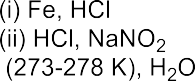 (i) Fe, HCl
(ii) HCl, NaNO₂
(273-278 K), H₂O